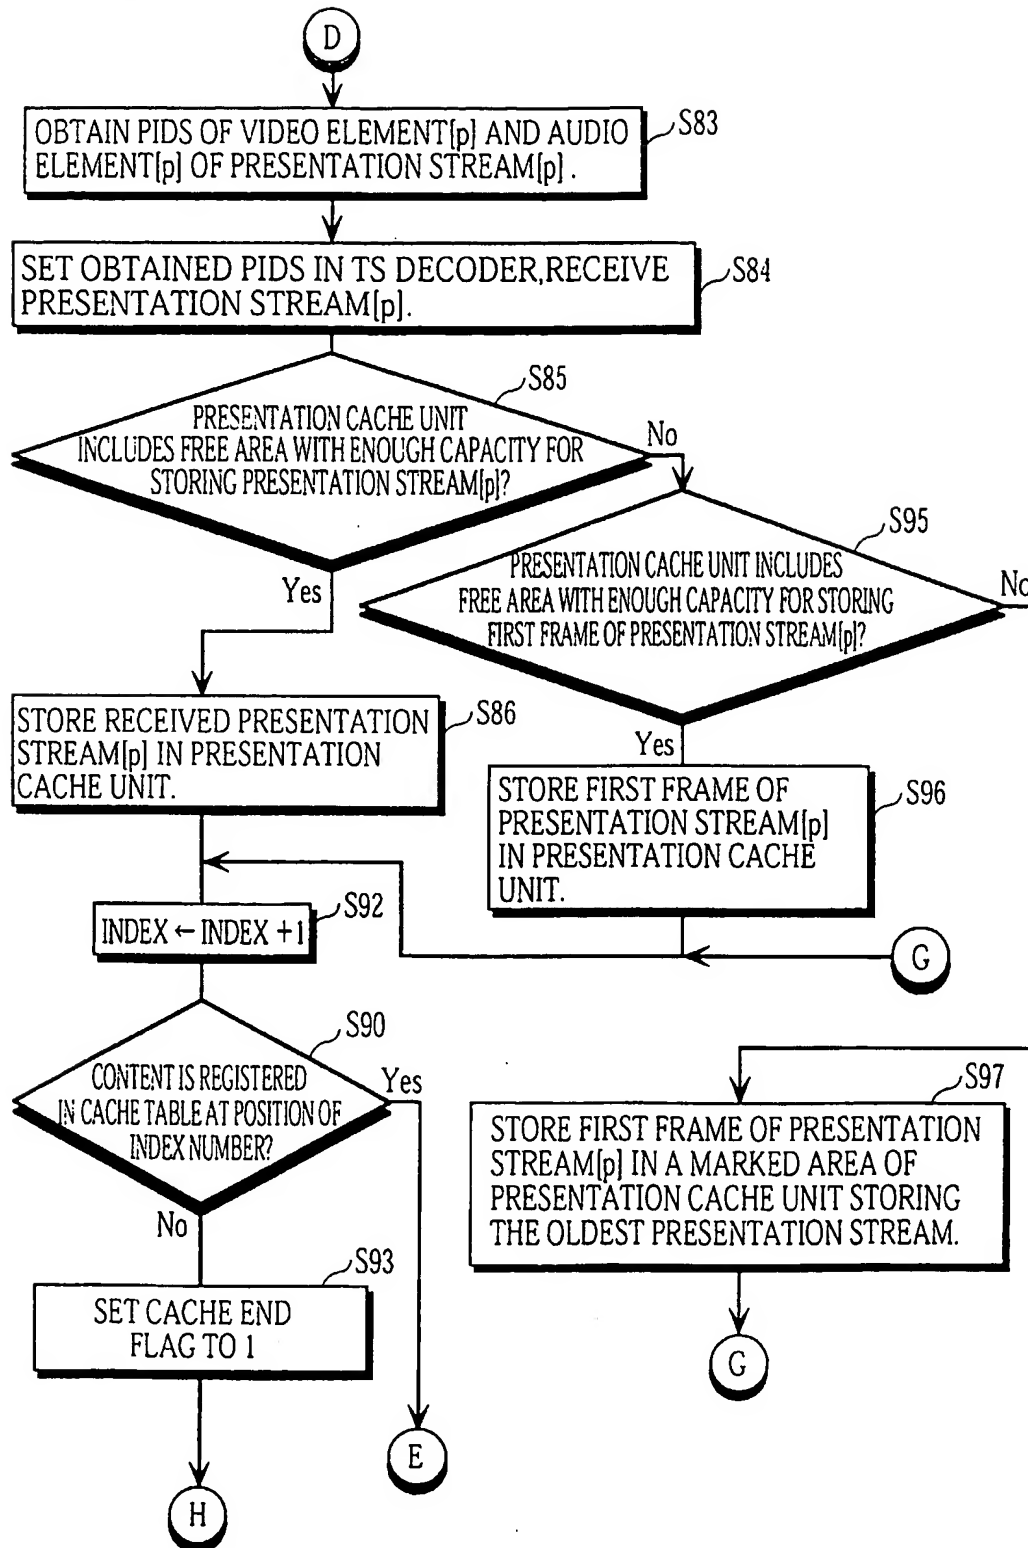 D
S83
OBTAIN PIDS OF VIDEO ELEMENT[p] AND AUDIO
ELEMENT[p] OF PRESENTATION STREAM[p] .
S84
SET OBTAINED PIDS IN TS DECODER,RECEIVE
PRESENTATION STREAM[p].
S85
PRESENTATION CACHE UNIT
INCLUDES FREE AREA WITH ENOUGH CAPACITY FOR
STORING PRESENTATION STREAM[p]?
No
Yes
S95
PRESENTATION CACHE UNIT INCLUDES
FREE AREA WITH ENOUGH CAPACITY FOR STORING
FIRST FRAME OF PRESENTATION STREAM[p]?
No
Yes
S86
STORE RECEIVED PRESENTATION
STREAM[p] IN PRESENTATION
CACHE UNIT.
S96
STORE FIRST FRAME OF
PRESENTATION STREAM[p]
IN PRESENTATION CACHE
UNIT.
S92
INDEX ← INDEX +1
G
S90
CONTENT IS REGISTERED
IN CACHE TABLE AT POSITION OF
INDEX NUMBER?
Yes
No
S97
STORE FIRST FRAME OF PRESENTATION
STREAM[p] IN A MARKED AREA OF
PRESENTATION CACHE UNIT STORING
THE OLDEST PRESENTATION STREAM.
S93
SET CACHE END
FLAG TO 1
G
E
H